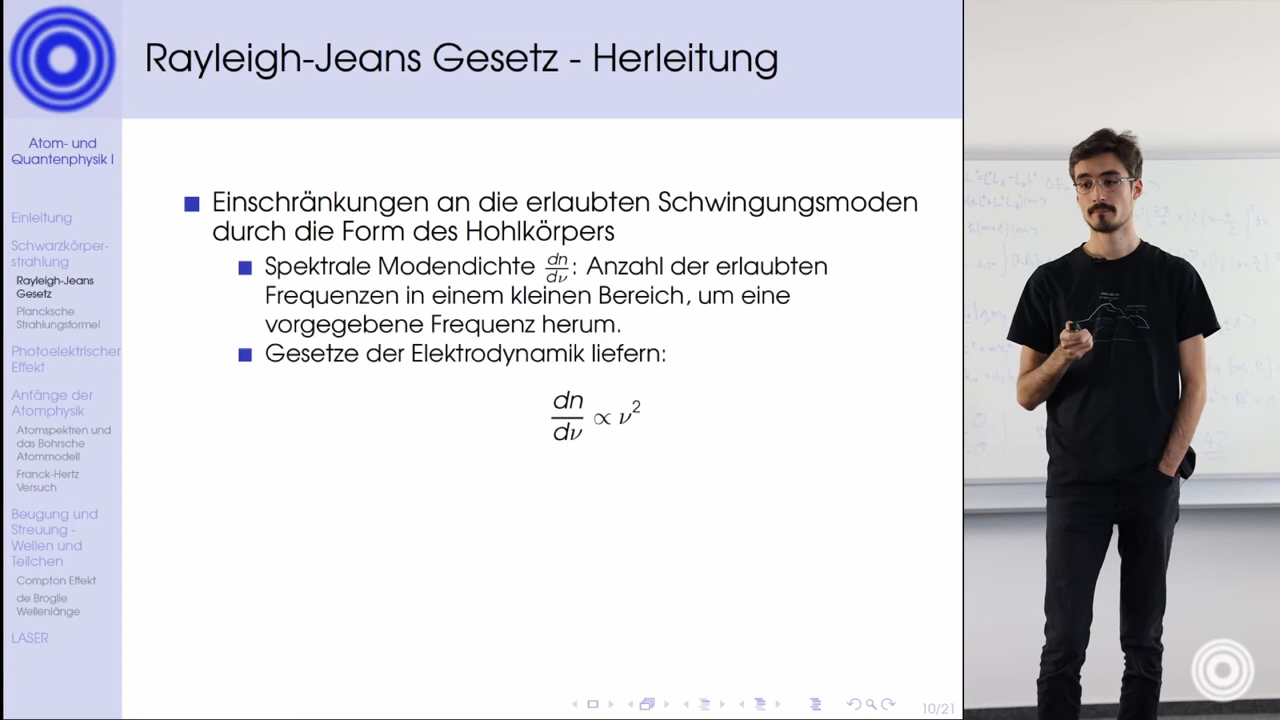 Rayleigh-Jeans Gesetz - Herleitung
Atom- und
Quantenphysik I
Einleitung
Schwarzkörper-
strahlung
Rayleigh-Jeans
Gesetz
Plancksche
Strahlungsformel
Photoelektrischer
Effekt
Anfänge der
Atomphysik
Atomspektren und
das Bohrsche
Atommodell
Franck-Hertz
Versuch
Beugung und
Streuung -
Wellen und
Teilchen
Compton Effekt
de Broglie
Wellenlänge
LASER
Einschränkungen an die erlaubten Schwingungsmoden
durch die Form des Hohlkörpers
Spektrale Modendichte dn/dν: Anzahl der erlaubten
Frequenzen in einem kleinen Bereich, um eine
vorgegebene Frequenz herum.
Gesetze der Elektrodynamik liefern:
dn/dν ∝ ν²
10/21
42